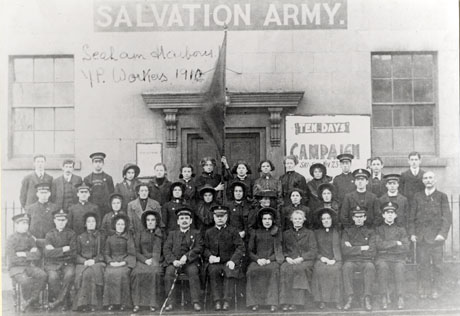 SALVATION ARMY.
Seaham Harbour
Y.P. Workers 1910
TEN DAYS'
CAMPAIGN